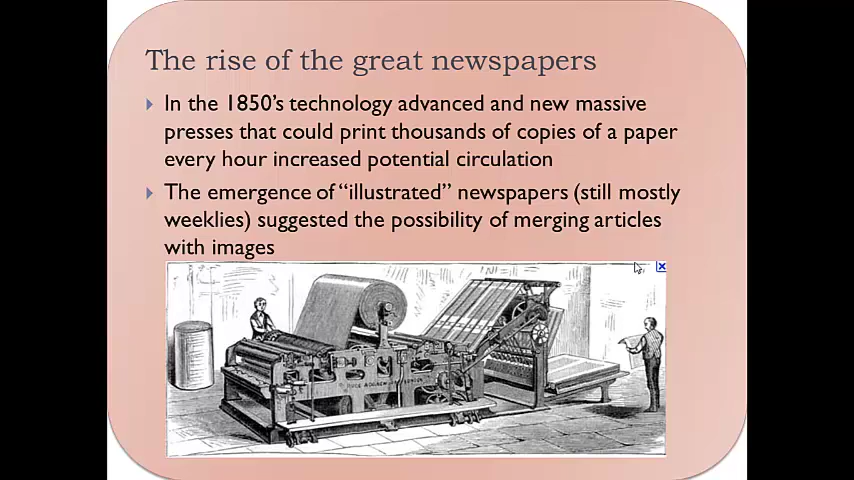 The rise of the great newspapers
In the 1850's technology advanced and new massive
presses that could print thousands of copies of a paper
every hour increased potential circulation
The emergence of “illustrated” newspapers (still mostly
weeklies) suggested the possibility of merging articles
with images